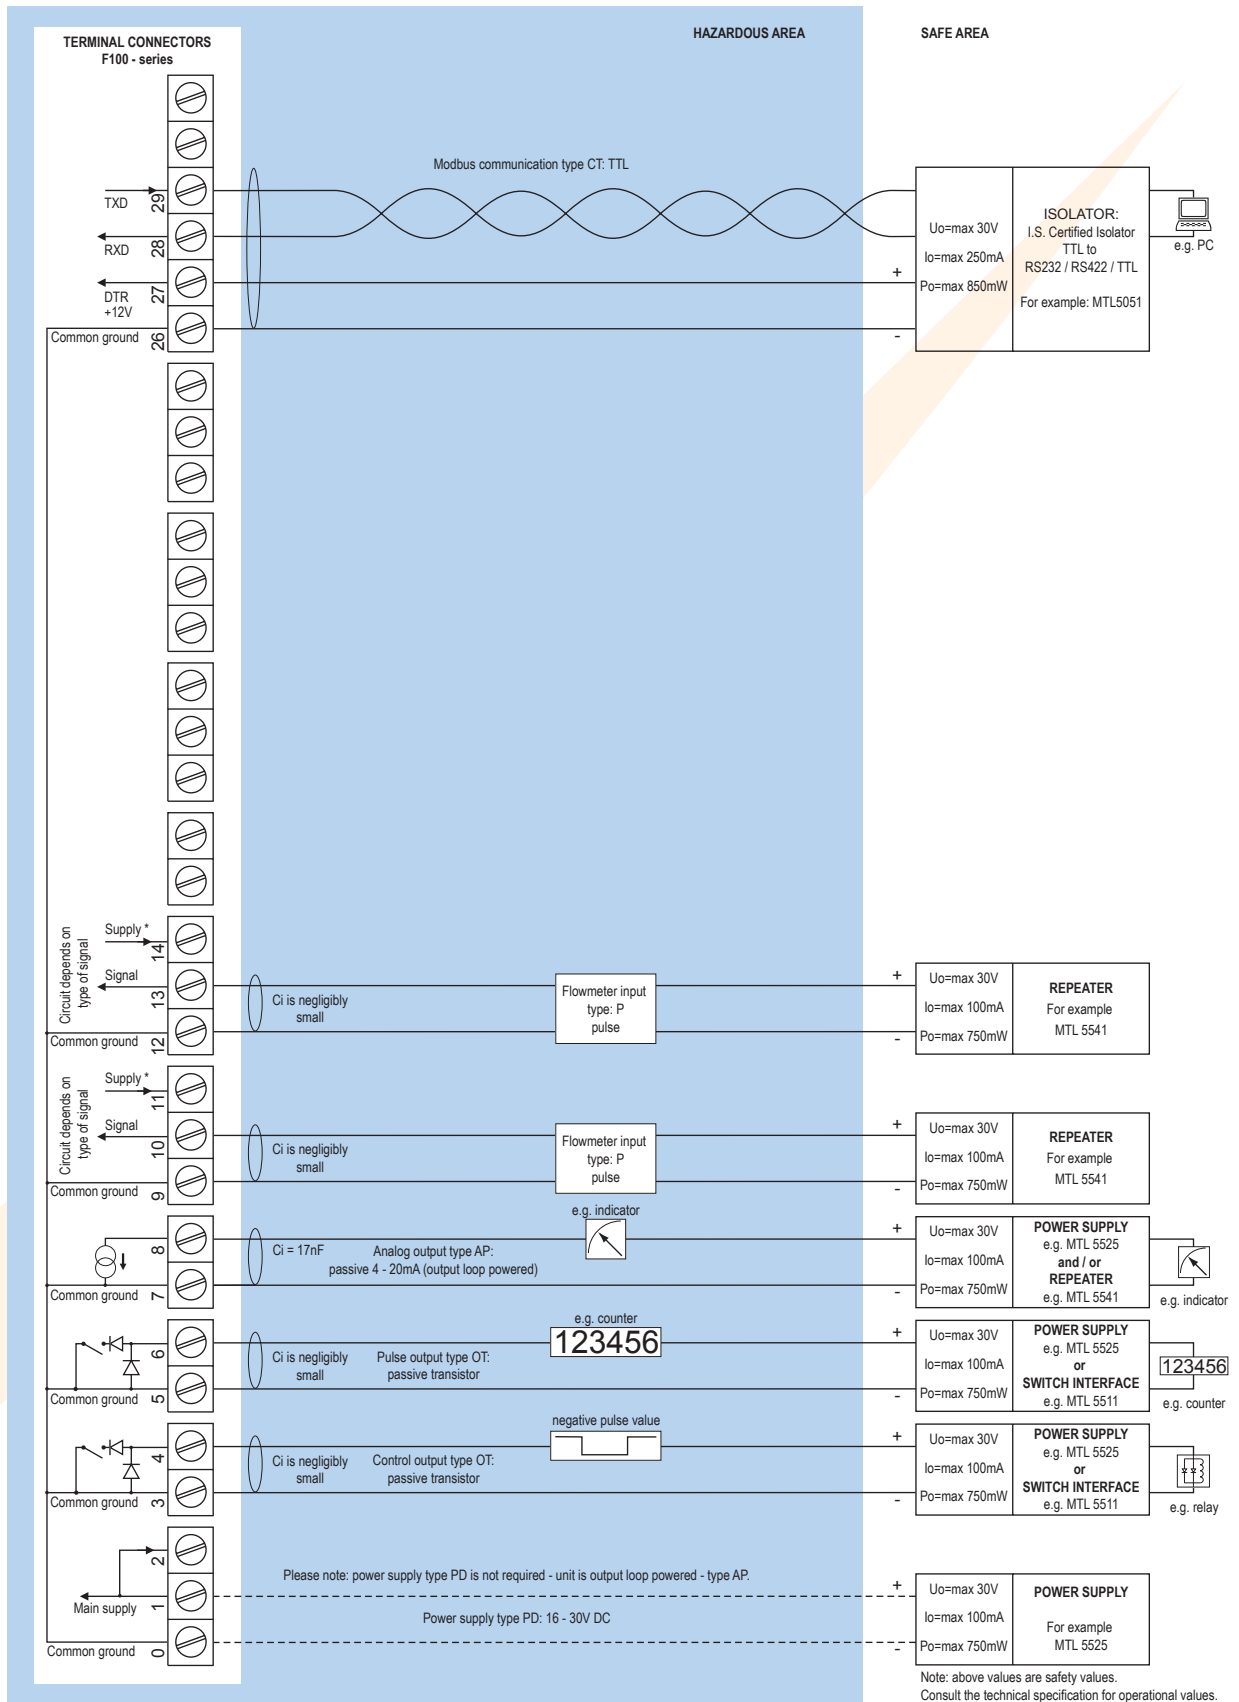 HAZARDOUS AREA
SAFE AREA
TERMINAL CONNECTORS
F100 - series
Modbus communication type CT: TTL
TXD
29
RXD
28
DTR
+12V
27
Common ground
26
+
-
Uo=max 30V
Io=max 250mA
Po=max 850mW
ISOLATOR:
I.S. Certified Isolator
TTL to
RS232 / RS422 / TTL
For example: MTL5051
e.g. PC
Circuit depends on
type of signal
Supply *
14
Signal
13
Common ground
12
Ci is negligibly
small
Flowmeter input
type: P
pulse
+
-
Uo=max 30V
Io=max 100mA
Po=max 750mW
REPEATER
For example
MTL 5541
Circuit depends on
type of signal
Supply *
11
Signal
10
Common ground
9
Ci is negligibly
small
Flowmeter input
type: P
pulse
+
-
Uo=max 30V
Io=max 100mA
Po=max 750mW
REPEATER
For example
MTL 5541
8
Common ground
7
Ci = 17nF
Analog output type AP:
passive 4 - 20mA (output loop powered)
e.g. indicator
+
-
Uo=max 30V
Io=max 100mA
Po=max 750mW
POWER SUPPLY
e.g. MTL 5525
and / or
REPEATER
e.g. MTL 5541
e.g. indicator
6
Common ground
5
Ci is negligibly
small
Pulse output type OT:
passive transistor
e.g. counter
123456
+
-
Uo=max 30V
Io=max 100mA
Po=max 750mW
POWER SUPPLY
e.g. MTL 5525
or
SWITCH INTERFACE
e.g. MTL 5511
123456
e.g. counter
4
Common ground
3
Ci is negligibly
small
Control output type OT:
passive transistor
negative pulse value
+
-
Uo=max 30V
Io=max 100mA
Po=max 750mW
POWER SUPPLY
e.g. MTL 5525
or
SWITCH INTERFACE
e.g. MTL 5511
e.g. relay
2
Main supply
1
Common ground
0
Please note: power supply type PD is not required - unit is output loop powered - type AP.
Power supply type PD: 16 - 30V DC
+
-
Uo=max 30V
Io=max 100mA
Po=max 750mW
POWER SUPPLY
For example
MTL 5525
Note: above values are safety values.
Consult the technical specification for operational values.